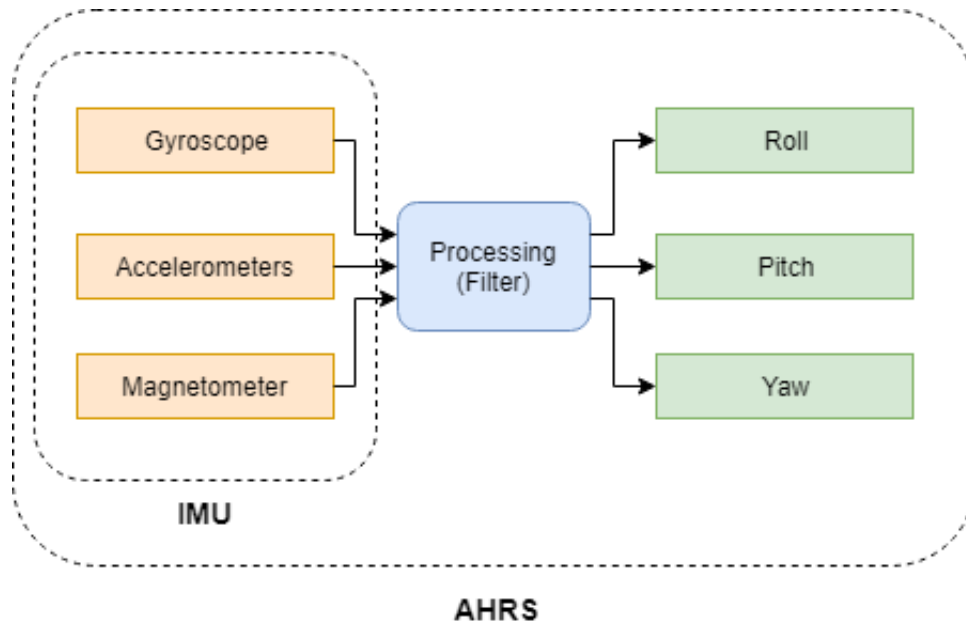 Gyroscope
Accelerometers
Magnetometer
IMU
Processing
(Filter)
Roll
Pitch
Yaw
AHRS